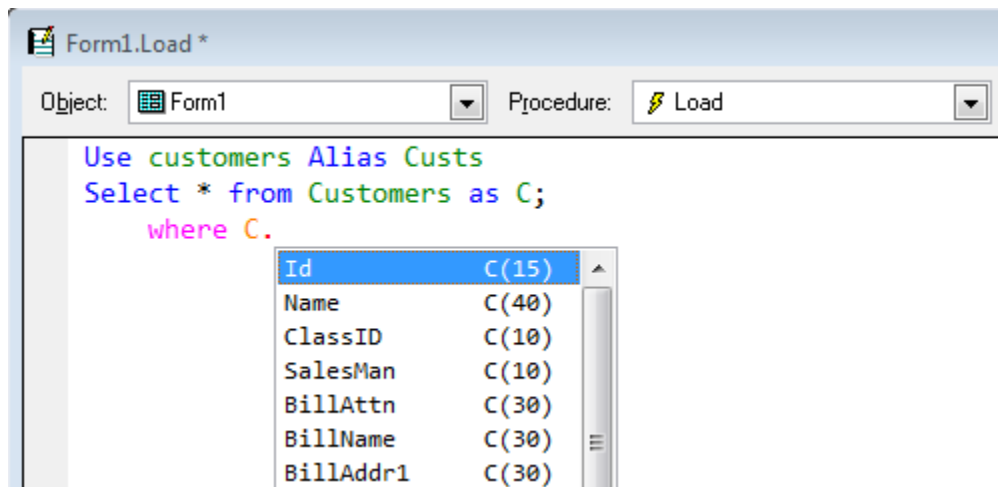 Form1.Load *
Object: Form1 Procedure: Load
Use customers Alias Custs
Select * from Customers as C;
where C.
Id C(15)
Name C(40)
ClassID C(10)
SalesMan C(10)
BillAttn C(30)
BillName C(30)
BillAddr1 C(30)